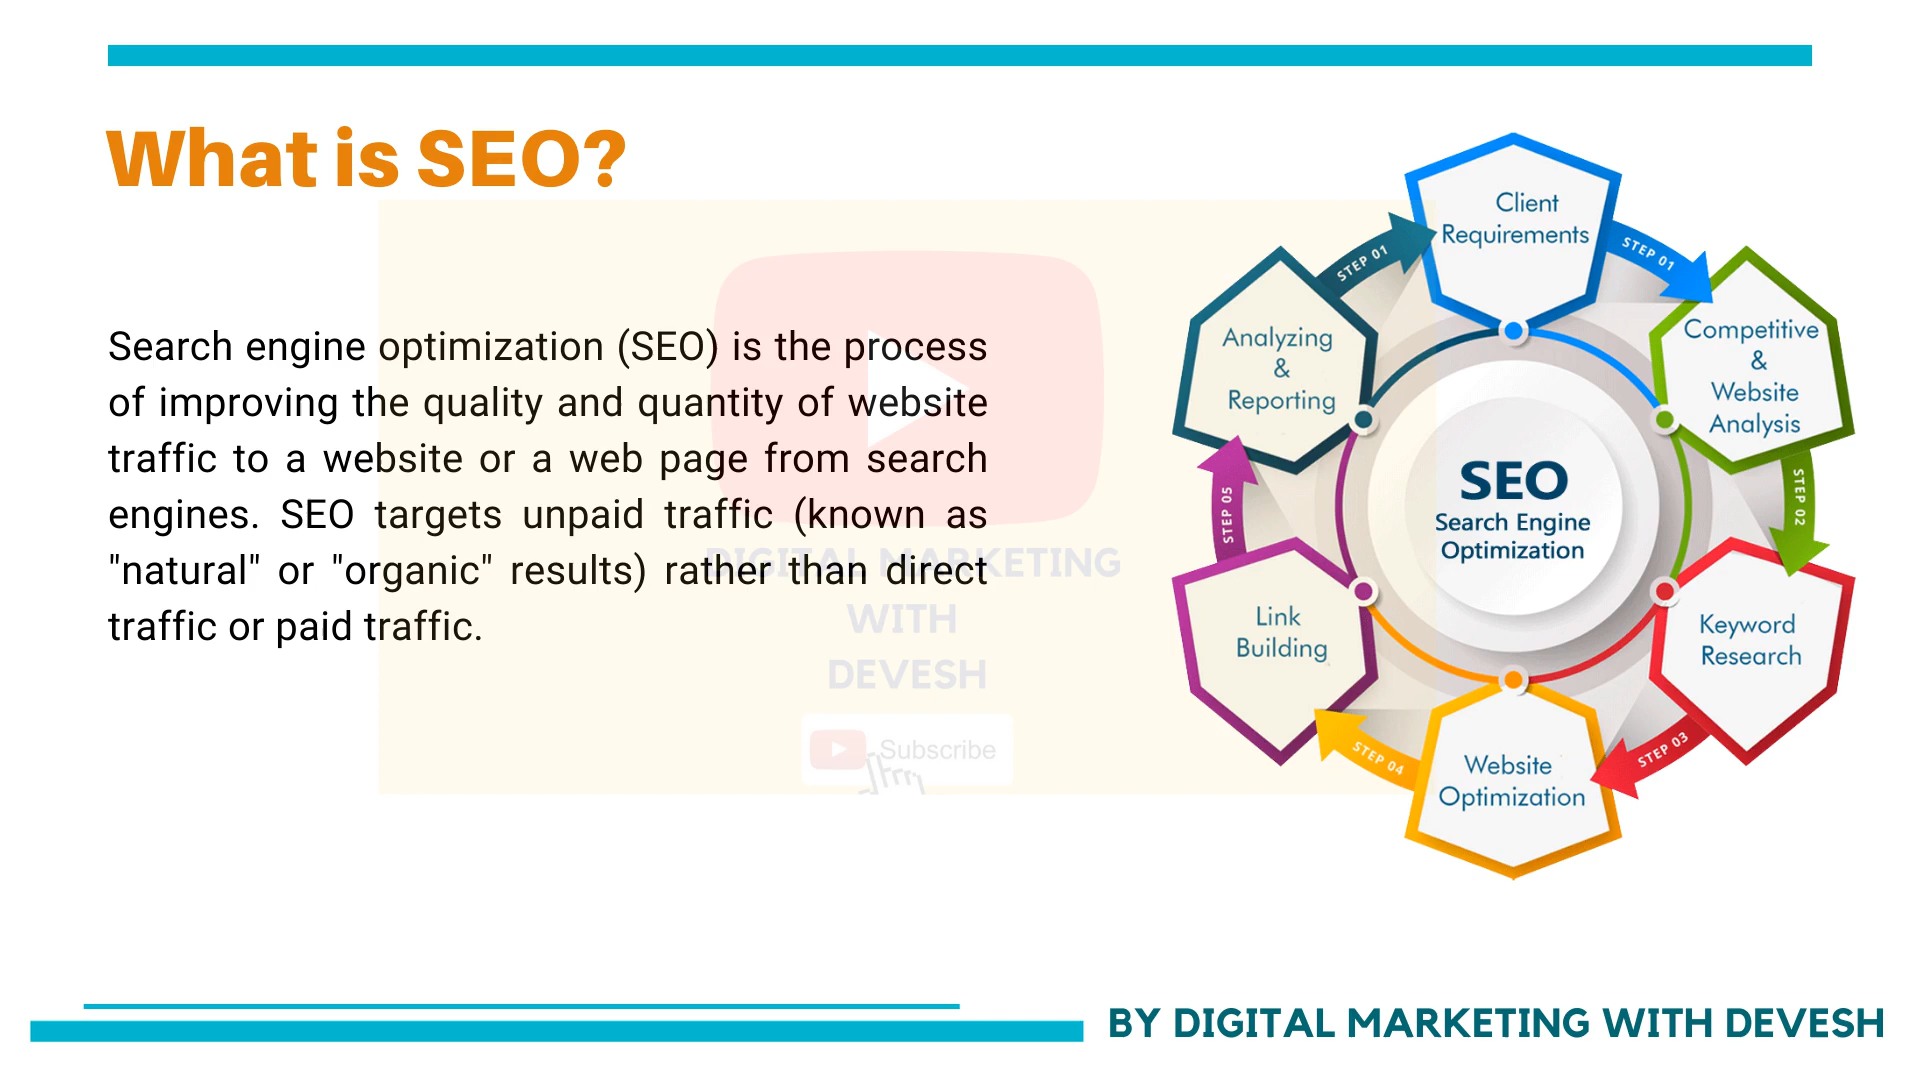 What is SEO?
Search engine optimization (SEO) is the process
of improving the quality and quantity of website
traffic to a website or a web page from search
engines. SEO targets unpaid traffic (known as
"natural" or "organic" results) rather than direct
traffic or paid traffic.
DIGITAL MARKETING
WITH
DEVESH
Subscribe
Client
Requirements
STEP 01
Competitive
&
Website
Analysis
STEP 02
Keyword
Research
STEP 03
Website
Optimization
STEP 04
Link
Building
STEP 05
Analyzing
&
Reporting
STEP 01
SEO
Search Engine
Optimization
BY DIGITAL MARKETING WITH DEVESH